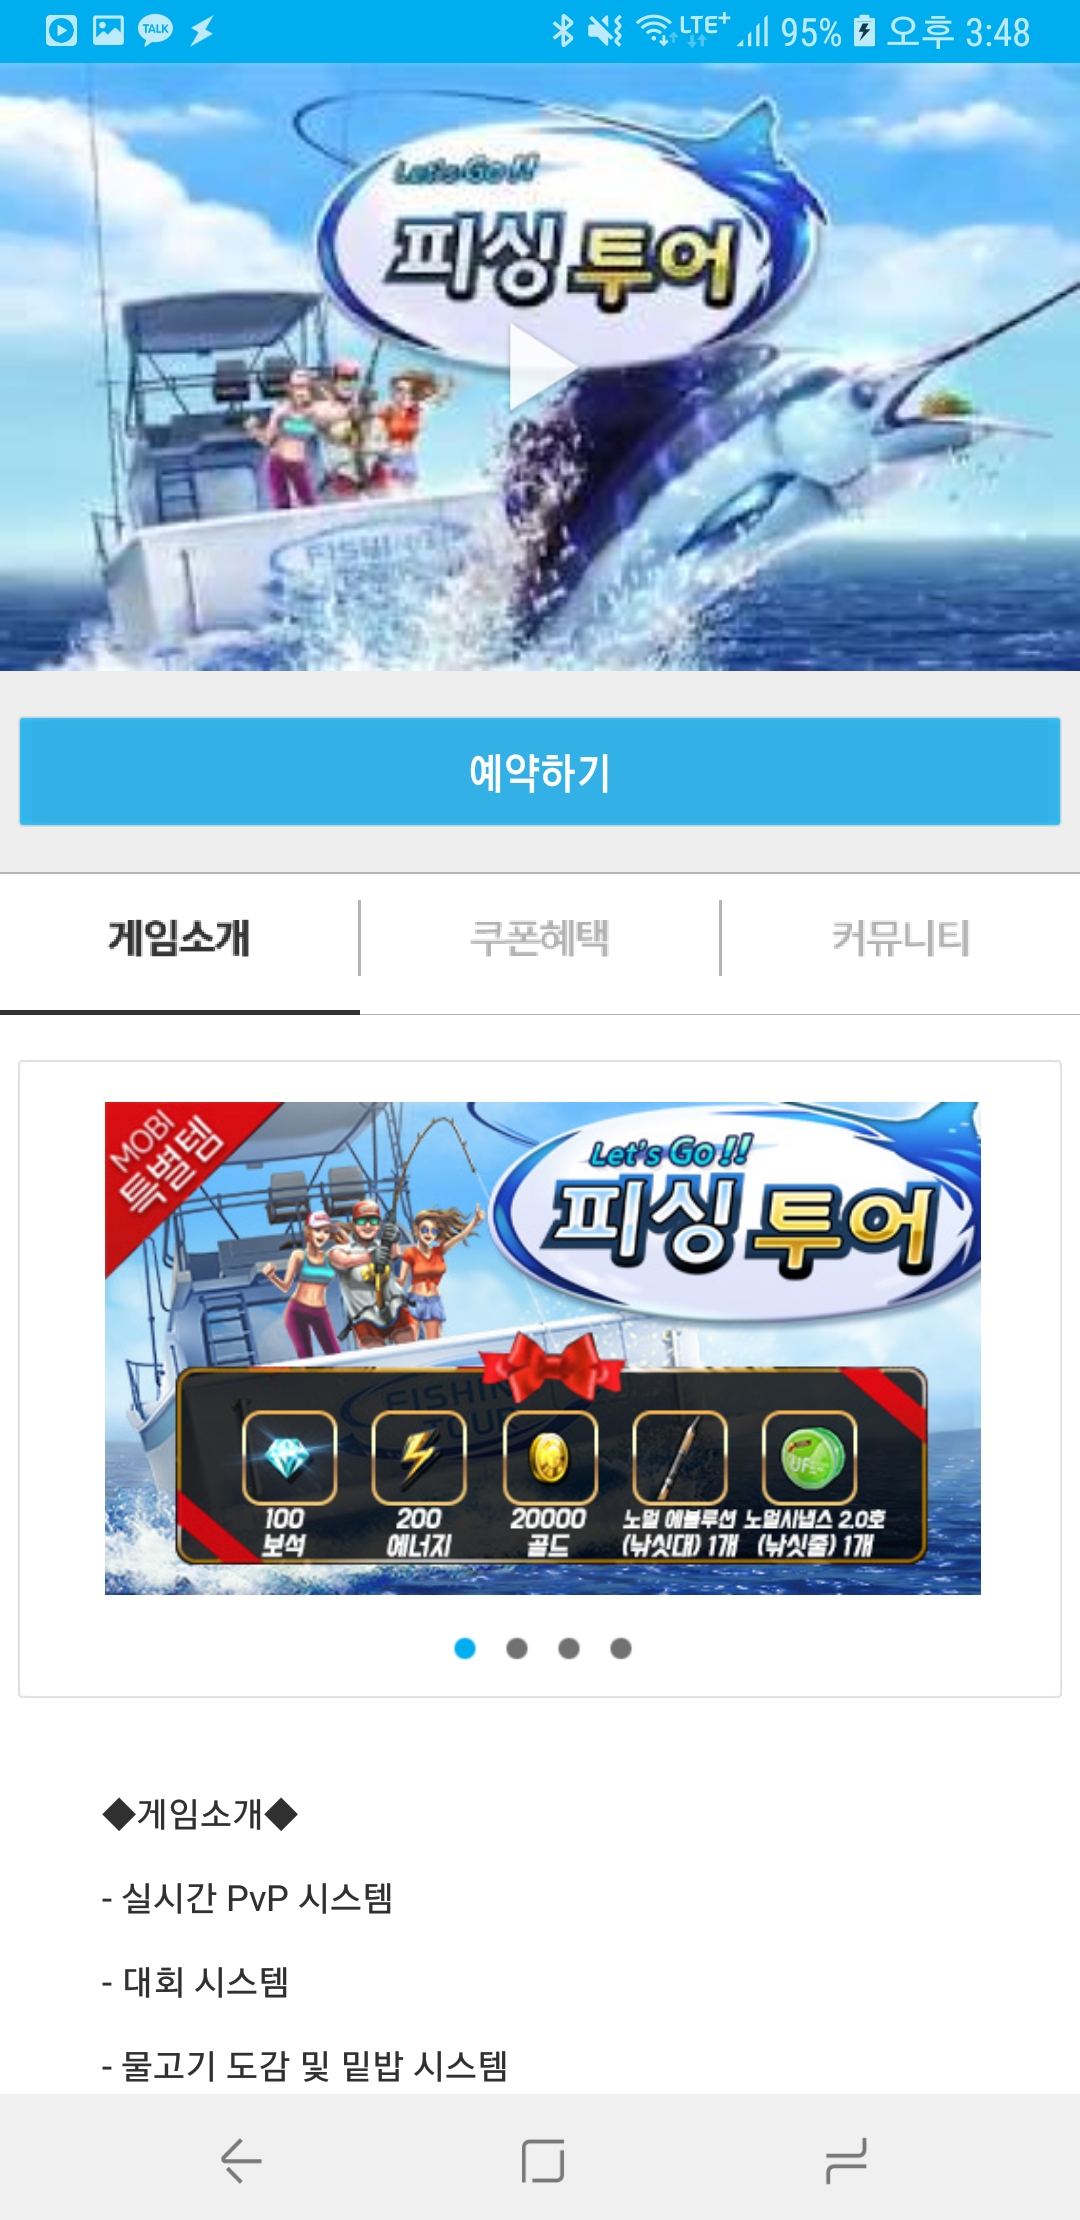 TALK
LTE+ 95% 오후 3:48
Let's Go !!
피싱 투어
예약하기
게임소개 쿠폰혜택 커뮤니티
MOBI
특별템
Let's Go !!
피싱 투어
FISHIN
TOUR
100 200 20000 노멀 에볼루션 노멀시냅스 2.0호
보석 에너지 골드 (낚싯대) 1개 (낚싯줄) 1개
◆게임소개◆
- 실시간 PvP 시스템
- 대회 시스템
- 물고기 도감 및 밑밥 시스템